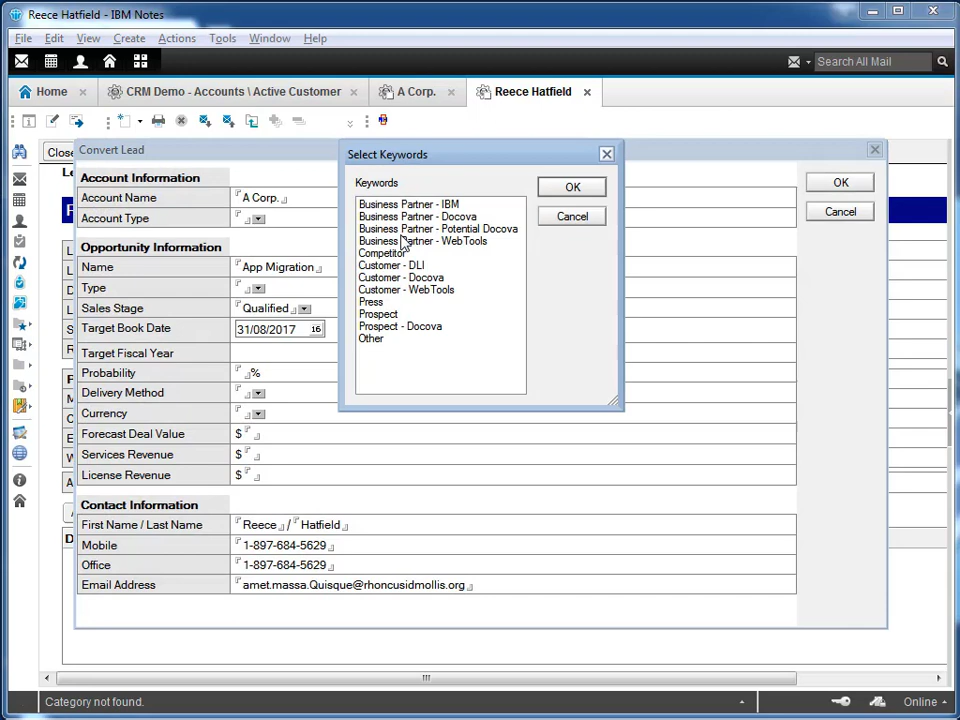 Reece Hatfield - IBM Notes
File Edit View Create Actions Tools Window Help
Search All Mail
Home CRM Demo - Accounts \ Active Customer A Corp. Reece Hatfield
Close
Convert Lead
Select Keywords
Account Information
Account Name A Corp.
Account Type
Opportunity Information
Name App Migration
Type
Sales Stage Qualified
Target Book Date 31/08/2017 16
Target Fiscal Year
Probability %
Delivery Method
Currency
Forecast Deal Value $
Services Revenue $
License Revenue $
Contact Information
First Name / Last Name Reece / Hatfield
Mobile 1-897-684-5629
Office 1-897-684-5629
Email Address amet.massa.Quisque@rhoncusidmollis.org
OK
Cancel
Keywords
Business Partner - IBM
Business Partner - Docova
Business Partner - Potential Docova
Business Partner - WebTools
Competitor
Customer - DLI
Customer - Docova
Customer - WebTools
Press
Prospect
Prospect - Docova
Other
OK
Cancel
Category not found.
Online